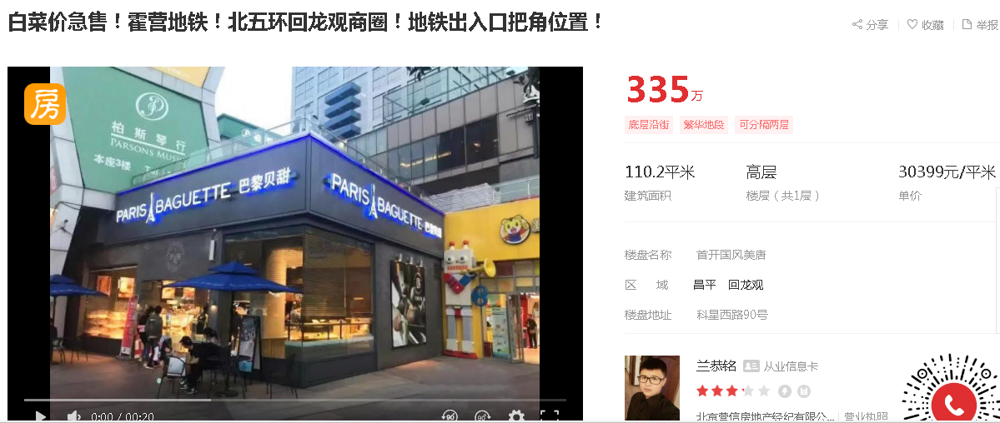 白菜价急售！霍营地铁！北五环回龙观商圈！地铁出入口把角位置！
分享
收藏
举报
房
柏斯琴行
PARSONS MUSIC
本座3楼
PARIS BAGUETTE 巴黎贝甜
PARIS BAGUETTE 巴黎贝甜
0:00 / 00:20
335万
底层沿街 繁华地段 可分隔两层
110.2平米 高层 30399元/平米
建筑面积 楼层（共1层） 单价
楼盘名称 首开国风美唐
区 域 昌平 回龙观
楼盘地址 科星西路90号
兰恭铭 从业信息卡
北京营信房地产经纪有限公... 营业执照